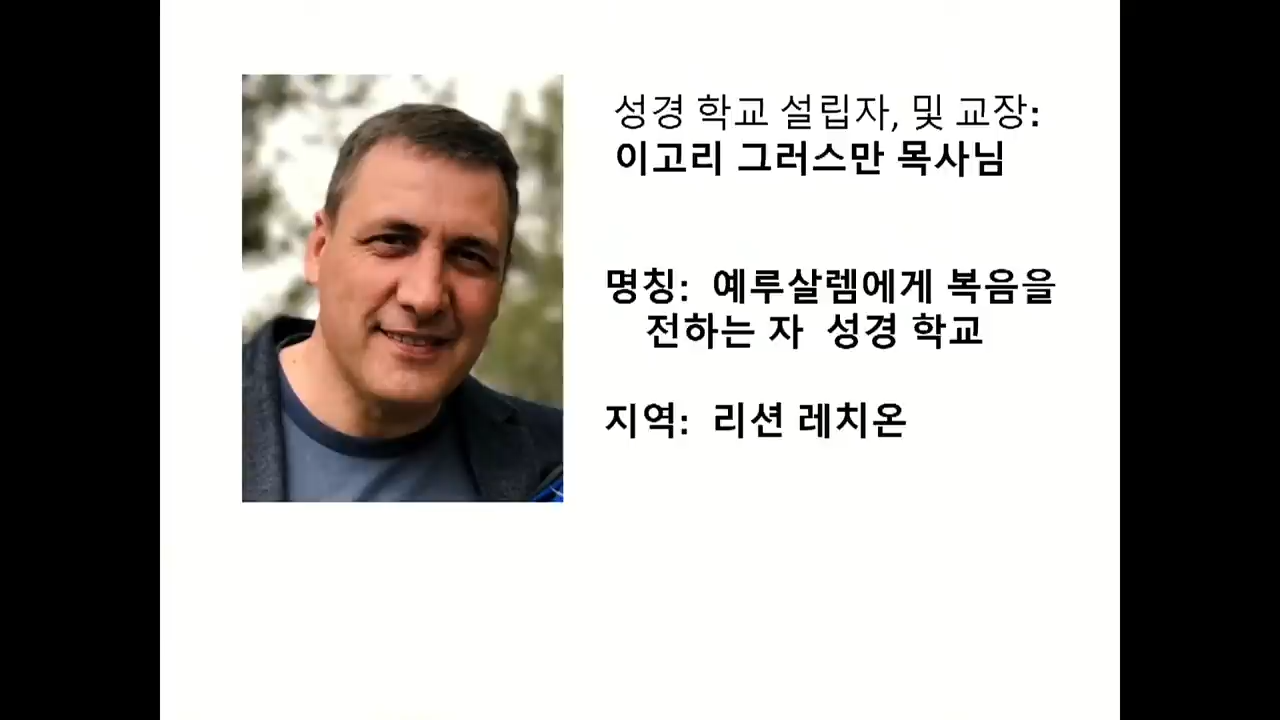 성경 학교 설립자, 및 교장:
이고리 그러스만 목사님
명칭: 예루살렘에게 복음을
전하는 자 성경 학교
지역: 리션 레치온